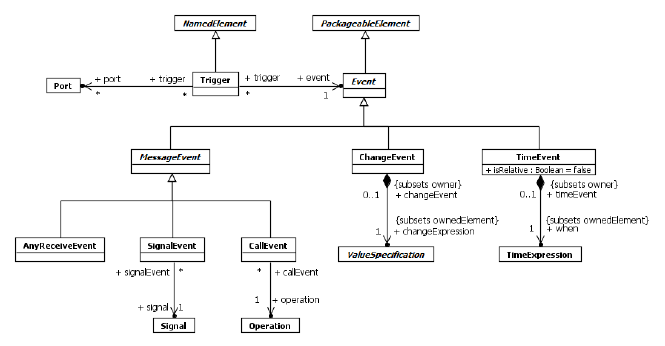 NamedElement
PackageableElement
Port
+ port
+ trigger
*
*
Trigger
+ trigger
+ event
*
1
Event
MessageEvent
ChangeEvent
TimeEvent
+ isRelative : Boolean = false
{subsets owner}
0..1
+ changeEvent
{subsets owner}
0..1
+ timeEvent
{subsets ownedElement}
1
+ changeExpression
{subsets ownedElement}
1
+ when
AnyReceiveEvent
SignalEvent
CallEvent
ValueSpecification
TimeExpression
+ signalEvent
*
*
+ callEvent
+ signal
1
1
+ operation
Signal
Operation